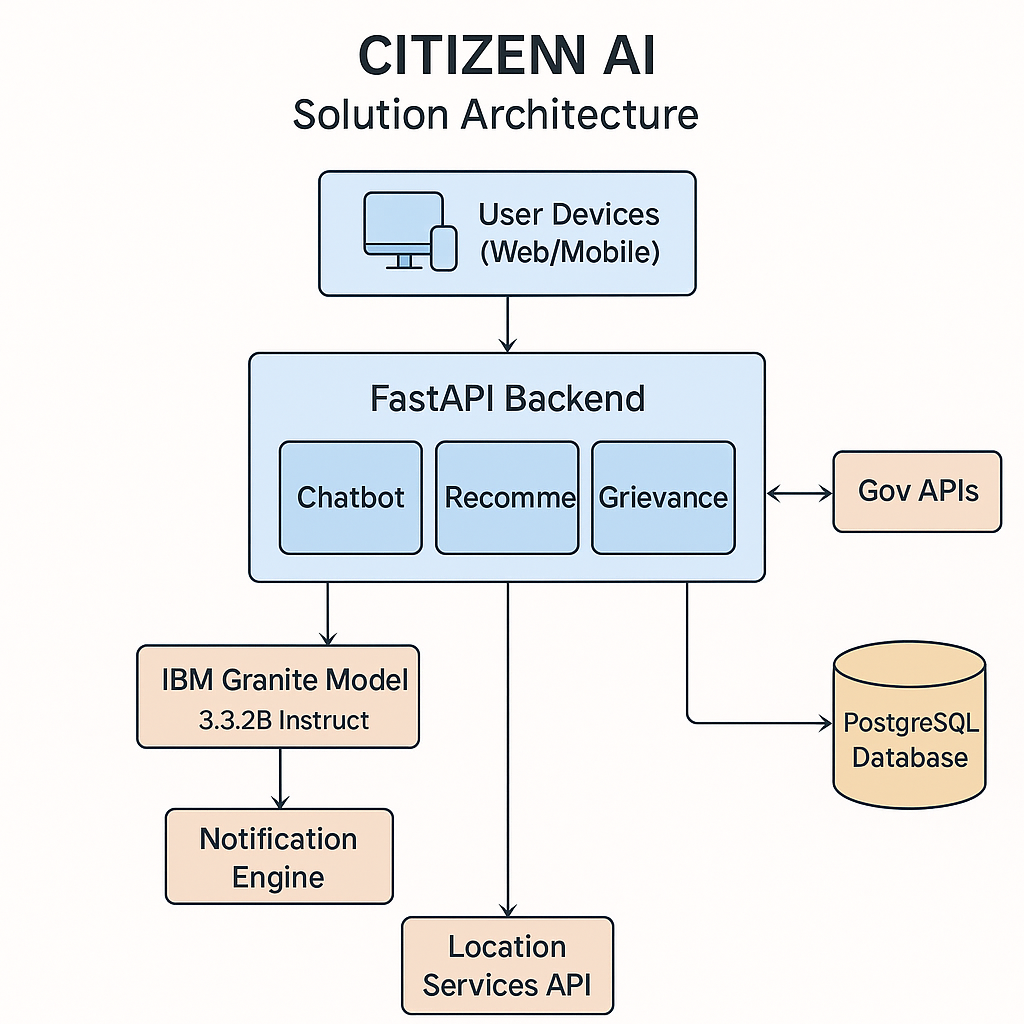 CITIZENN AI
Solution Architecture
User Devices
(Web/Mobile)
FastAPI Backend
Chatbot
Recomme
Grievance
Gov APIs
IBM Granite Model
3.3.2B Instruct
PostgreSQL
Database
Notification
Engine
Location
Services API